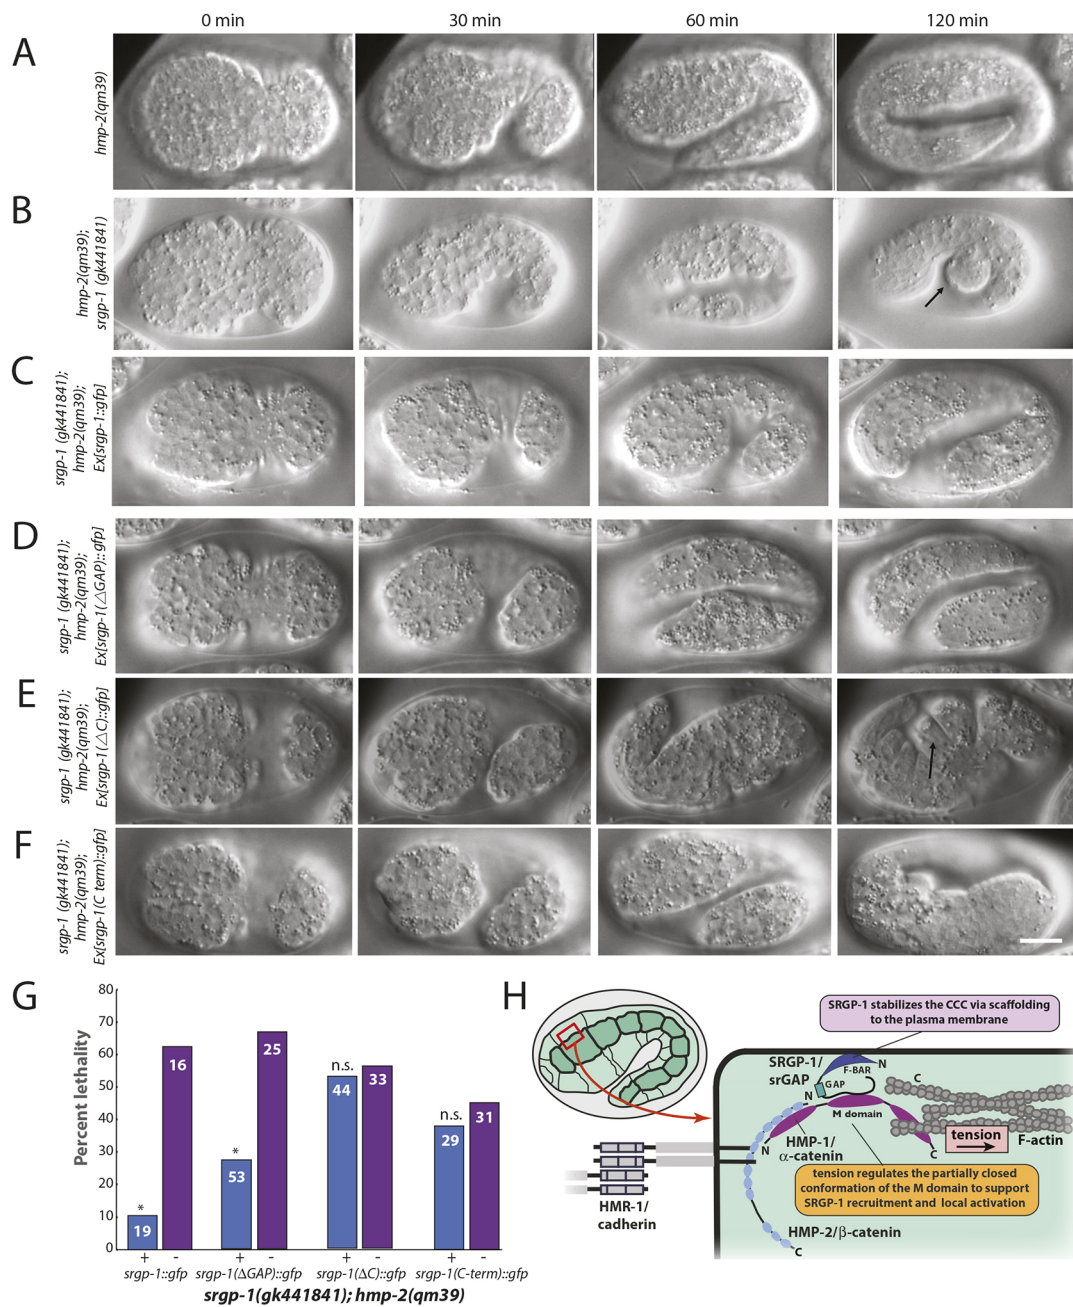 0 min 30 min 60 min 120 min
A
hmp-2(qm39)
B
hmp-2(qm39);
srgp-1 (gk441841)
C
srgp-1 (gk441841);
hmp-2(qm39);
Ex[srgp-1::gfp]
D
srgp-1 (gk441841);
hmp-2(qm39);
Ex[srgp-1(△GAP)::gfp]
E
srgp-1 (gk441841);
hmp-2(qm39);
Ex[srgp-1(△C)::gfp]
F
srgp-1 (gk441841);
hmp-2(qm39);
Ex[srgp-1(C term)::gfp]
G
Percent lethality
80
70
60
50
40
30
20
10
0
*
19
16
*
53
25
n.s.
44
33
n.s.
29
31
+ - + - + - + -
srgp-1::gfp srgp-1(ΔGAP)::gfp srgp-1(ΔC)::gfp srgp-1(C-term)::gfp
srgp-1(gk441841); hmp-2(qm39)
H
SRGP-1 stabilizes the CCC via scaffolding
to the plasma membrane
SRGP-1/
srGAP
F-BAR
N
GAP
N
C
M domain
N
HMP-1/
α-catenin
C
tension
F-actin
tension regulates the partially closed
conformation of the M domain to support
SRGP-1 recruitment and local activation
HMR-1/
cadherin
HMP-2/β-catenin
C